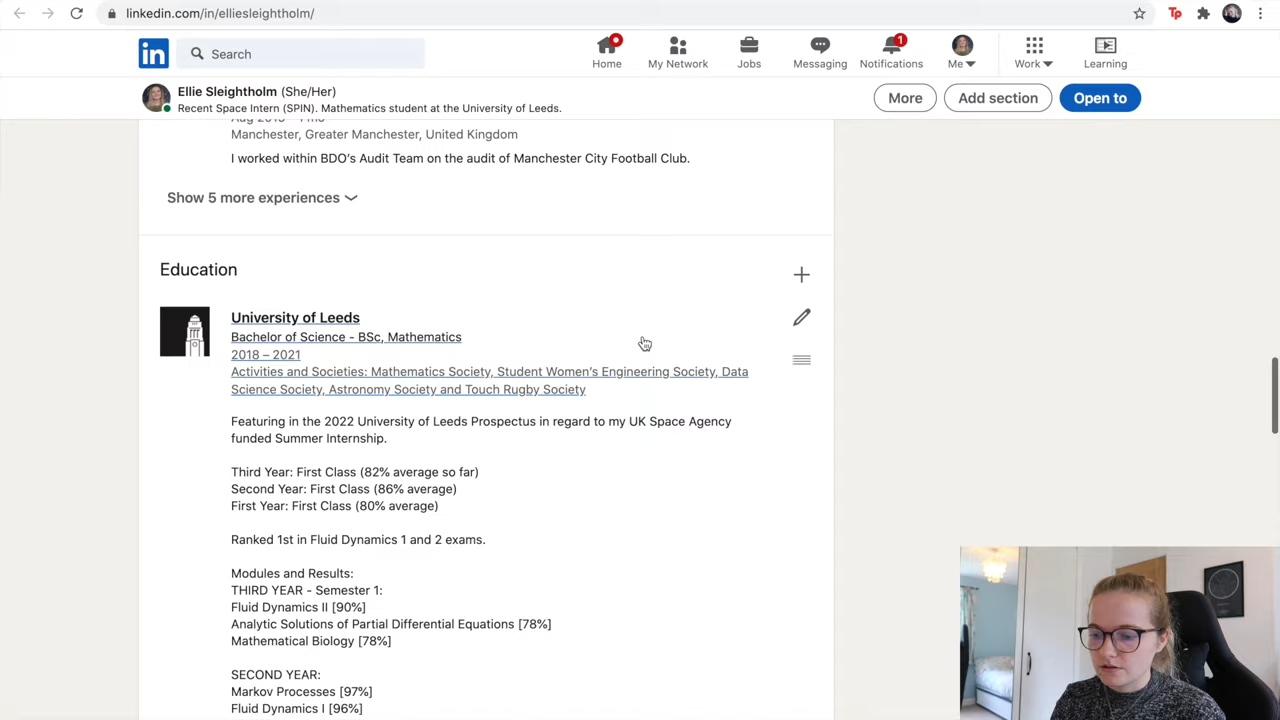 linkedin.com/in/elliesleightholm/
Tp
in
Search
Home
My Network
Jobs
Messaging
1
Notifications
Me
Work
Learning
Ellie Sleightholm (She/Her)
Recent Space Intern (SPIN). Mathematics student at the University of Leeds.
More
Add section
Open to
Manchester, Greater Manchester, United Kingdom
I worked within BDO's Audit Team on the audit of Manchester City Football Club.
Show 5 more experiences
Education
University of Leeds
Bachelor of Science - BSc, Mathematics
2018 – 2021
Activities and Societies: Mathematics Society, Student Women's Engineering Society, Data
Science Society, Astronomy Society and Touch Rugby Society
Featuring in the 2022 University of Leeds Prospectus in regard to my UK Space Agency
funded Summer Internship.
Third Year: First Class (82% average so far)
Second Year: First Class (86% average)
First Year: First Class (80% average)
Ranked 1st in Fluid Dynamics 1 and 2 exams.
Modules and Results:
THIRD YEAR - Semester 1:
Fluid Dynamics II [90%]
Analytic Solutions of Partial Differential Equations [78%]
Mathematical Biology [78%]
SECOND YEAR:
Markov Processes [97%]
Fluid Dynamics I [96%]